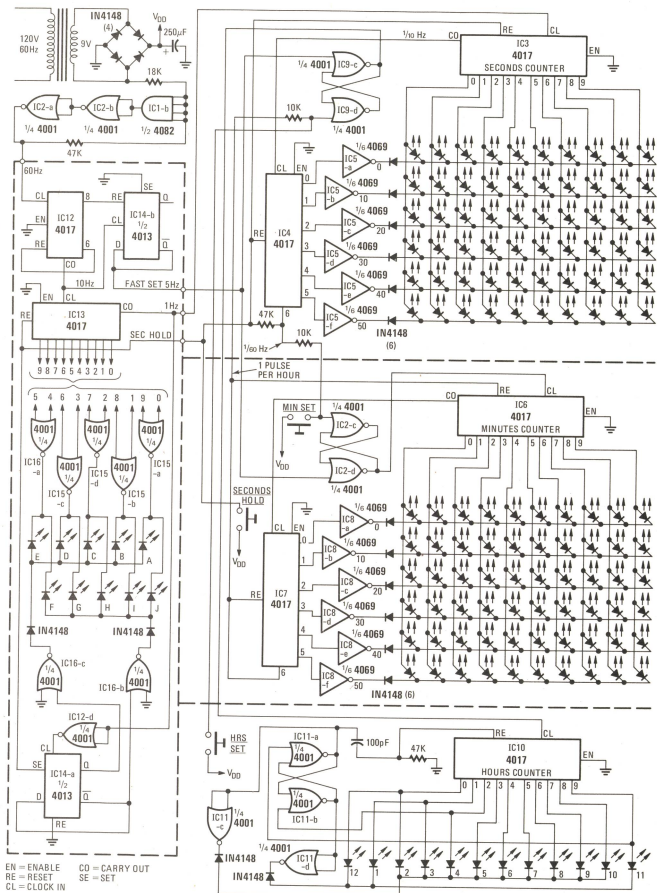 120V
60Hz
9V
IN4148
(4)
VDD
250µF
+
18K
IC2-a
IC2-b
IC1-b
1/4 4001
1/4 4001
1/2 4082
47K
60Hz
CL
8
EN
IC12
4017
RE
6
CO
SE
RE
Q
IC14-b
1/2
4013
CL
D
Q̅
10Hz
FAST SET 5Hz
EN
CL
CO
1Hz
RE
IC13
4017
SEC HOLD
9 8 7 6 5 4 3 2 1 0
5 4 6 3 7 2 8 1 9 0
4001
1/4
4001
1/4
4001
1/4
4001
1/4
4001
1/4
IC16
-a
IC15
-c
IC15
-d
IC15
-b
IC15
-a
E
D
C
B
A
F
G
H
I
J
IN4148
IN4148
IC16-c
1/4
4001
1/4
4001
IC16-b
IC12-d
1/4
4001
CL
SE
Q
IC14-a
1/2
4013
D
Q̅
RE
EN = ENABLE CO = CARRY OUT
RE = RESET SE = SET
CL = CLOCK IN
1/10 Hz
CO
RE
CL
IC3
4017
SECONDS COUNTER
EN
0 1 2 3 4 5 6 7 8 9
1/4 4001
IC9-c
IC9-d
1/4
4001
10K
CL
EN
0
1
2
3
4
5
6
RE
IC4
4017
1/6 4069
IC5
-a
0
1/6 4069
IC5
-b
10
1/6 4069
IC5
-c
20
1/6 4069
IC5
-d
30
1/6 4069
IC5
-e
40
1/6 4069
IC5
-f
50
IN4148
(6)
47K
10K
1/60 Hz
1 PULSE
PER HOUR
MIN SET
VDD
1/4
4001
IC2-c
IC2-d
1/4
4001
CO
RE
CL
IC6
4017
MINUTES COUNTER
EN
0 1 2 3 4 5 6 7 8 9
SECONDS
HOLD
VDD
CL
EN
0
1
2
3
4
5
6
RE
IC7
4017
1/6 4069
IC8
-a
0
1/6 4069
IC8
-b
10
1/6 4069
IC8
-c
20
1/6 4069
IC8
-d
30
1/6 4069
IC8
-e
40
1/6 4069
IC8
-f
50
IN4148 (6)
HRS
SET
VDD
IC11-a
1/4
4001
1/4
4001
IC11-b
100pF
47K
RE
CL
IC10
4017
HOURS COUNTER
EN
0 1 2 3 4 5 6 7 8 9
IC11
-c
1/4
4001
IN4148
1/4
4001
IC11
-d
IN4148
12 1 2 3 4 5 6 7 8 9 10 11